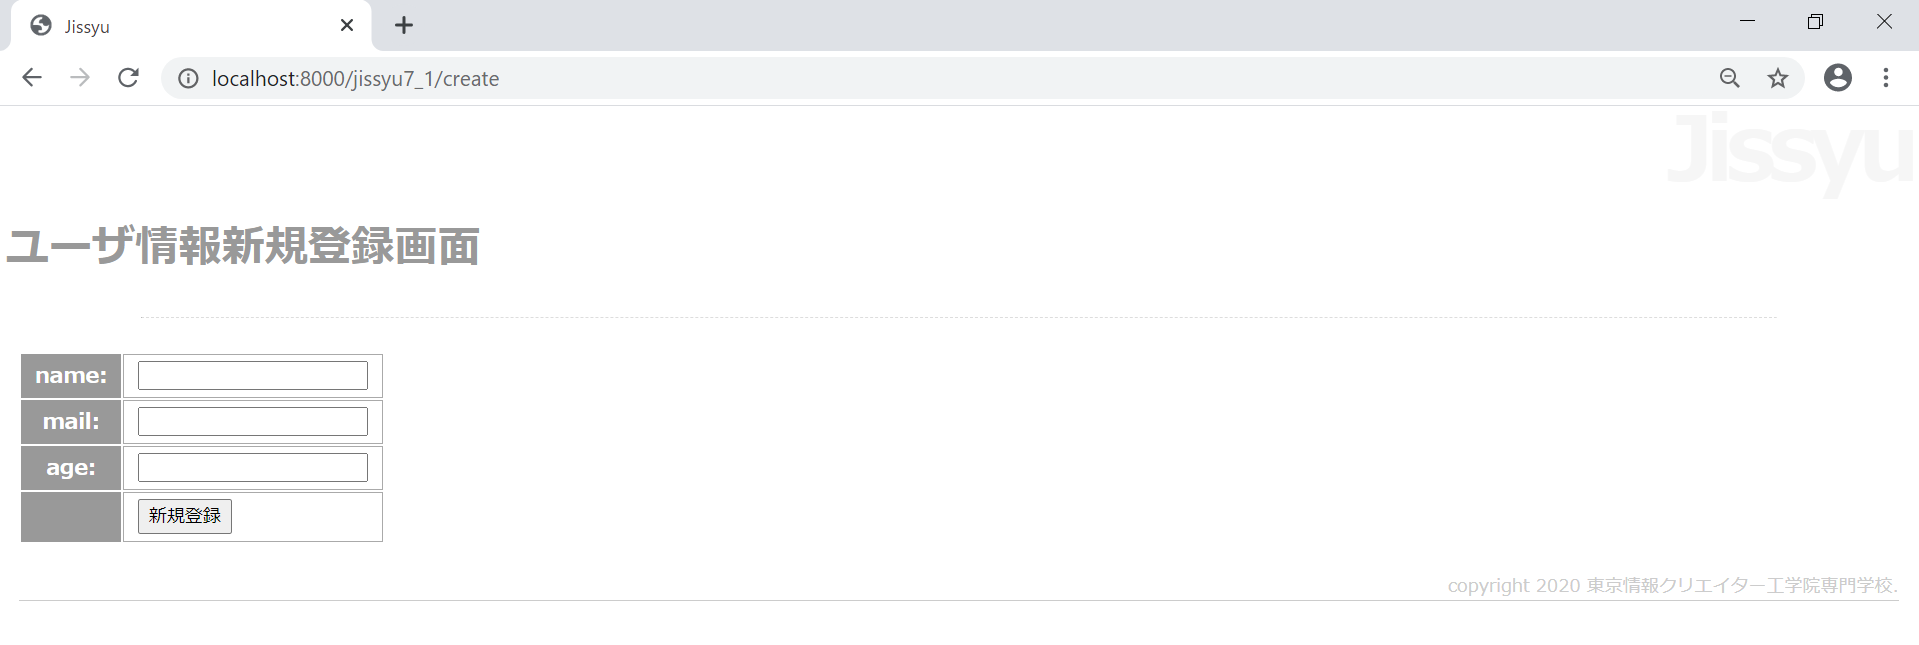 Jissyu
localhost:8000/jissyu7_1/create
Jissyu
ユーザ情報新規登録画面
name:
mail:
age:
新規登録
copyright 2020 東京情報クリエイター工学院専門学校.